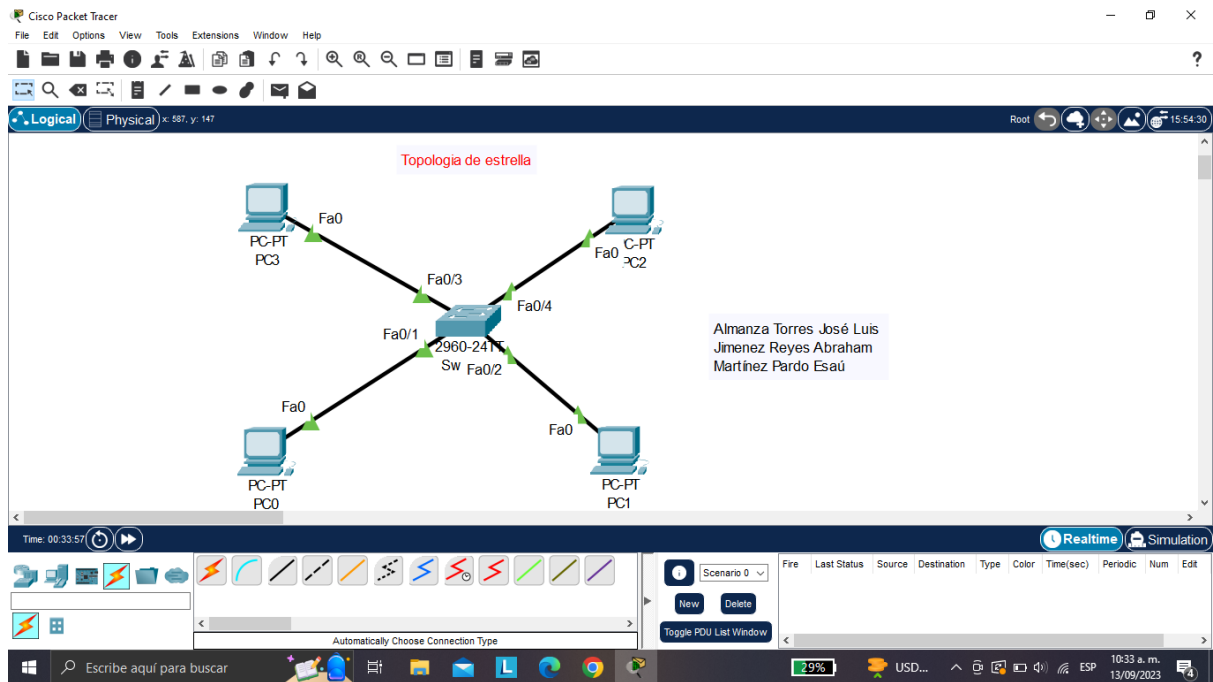 Cisco Packet Tracer
File Edit Options View Tools Extensions Window Help
?
Logical Physical x: 587, y: 147 Root 15:54:30
Topologia de estrella
Fa0
PC-PT
PC3
Fa0
C-PT
PC2
Fa0/3
Fa0/4
Fa0/1
2960-24TT
Sw
Fa0/2
Almanza Torres José Luis
Jimenez Reyes Abraham
Martínez Pardo Esaú
Fa0
PC-PT
PC0
Fa0
PC-PT
PC1
Time: 00:33:57 Realtime Simulation
Scenario 0
New Delete
Toggle PDU List Window
Fire Last Status Source Destination Type Color Time(sec) Periodic Num Edit
Automatically Choose Connection Type
Escribe aquí para buscar L 29% USD... ESP 10:33 a. m.
13/09/2023 4